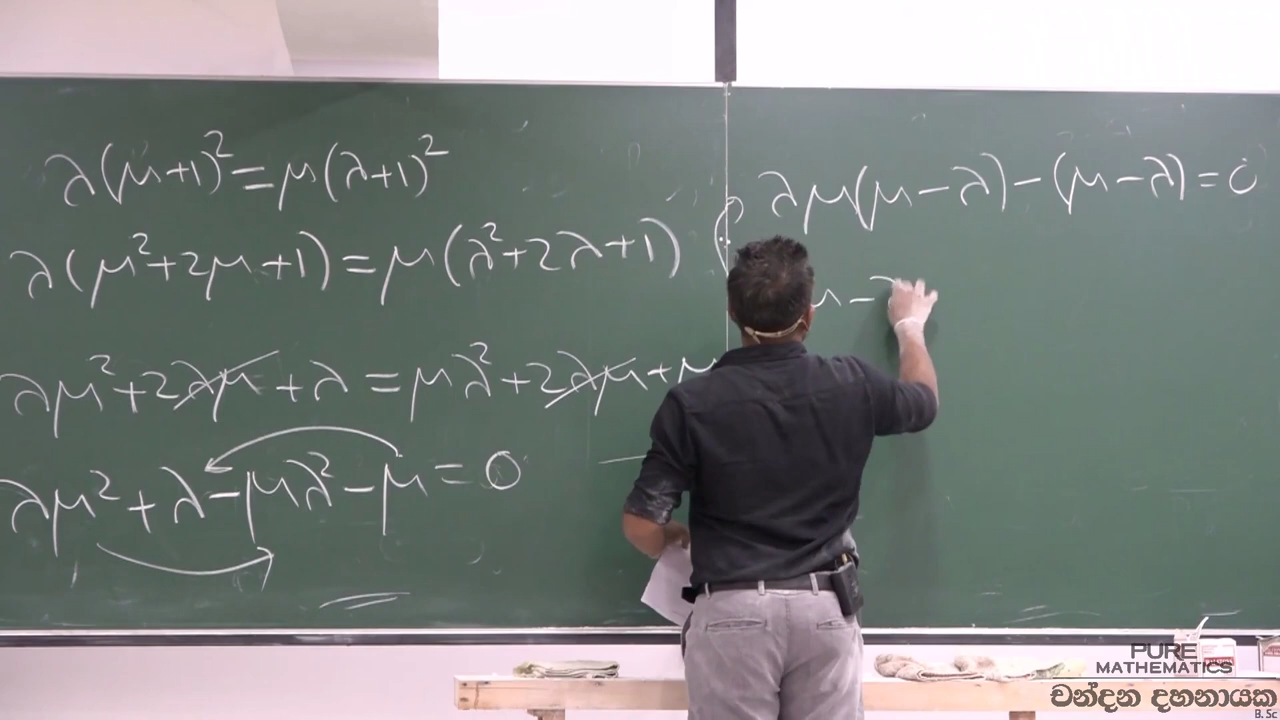 λ(μ+1)²=μ(λ+1)²
λ(μ²+2μ+1)=μ(λ²+2λ+1)
λμ²+2λμ+λ=μλ²+2λμ+μ
λμ²+λ-μλ²-μ=0
λμ(μ-λ)-(μ-λ)=0
μ-λ
PURE
MATHEMATICS
චන්දන දහනායක
B. Sc